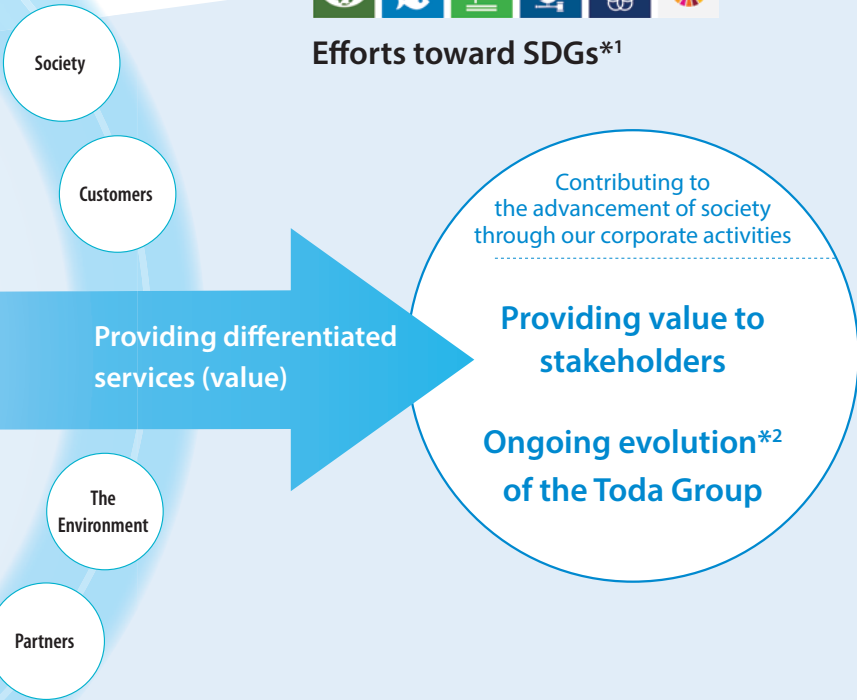 Efforts toward SDGs*1
Society
Customers
Contributing to
the advancement of society
through our corporate activities
Providing differentiated
services (value)
Providing value to
stakeholders
Ongoing evolution*2
of the Toda Group
The
Environment
Partners